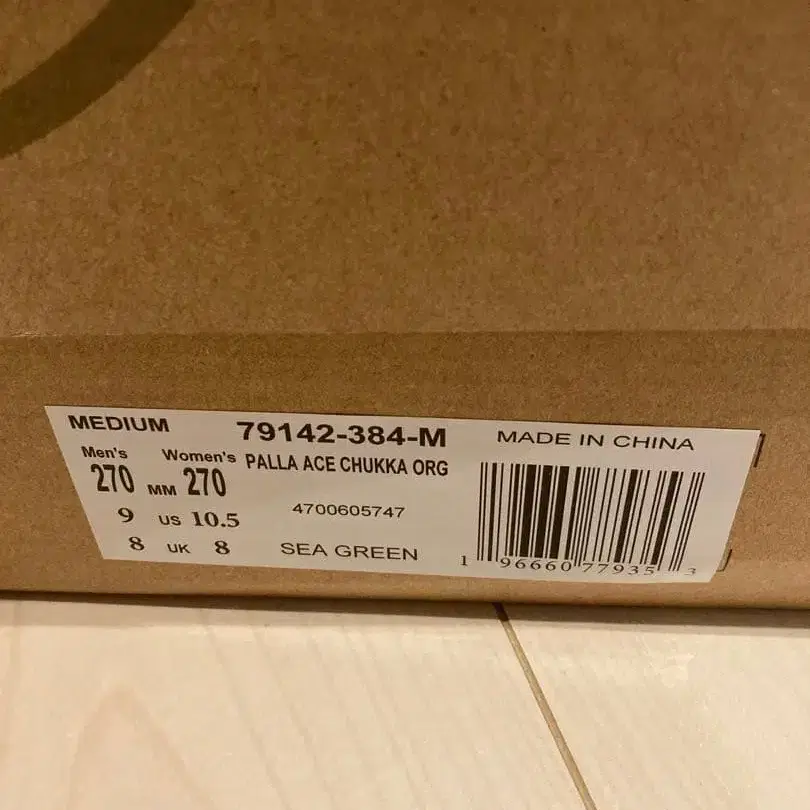 MEDIUM 79142-384-M MADE IN CHINA
Men's Women's PALLA ACE CHUKKA ORG
270 MM 270
4700605747
9 US 10.5
8 UK 8 SEA GREEN
1 96660 77935 3